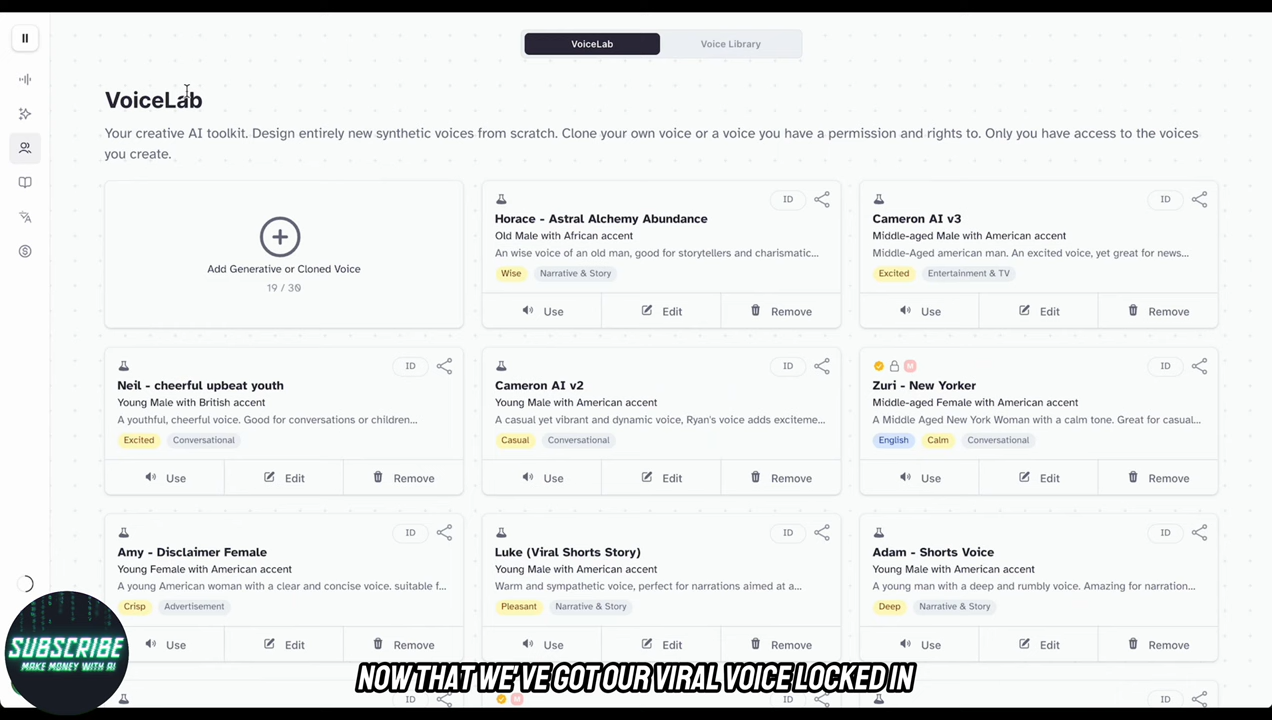 VoiceLab
Voice Library
VoiceLab
Your creative AI toolkit. Design entirely new synthetic voices from scratch. Clone your own voice or a voice you have a permission and rights to. Only you have access to the voices
you create.
Add Generative or Cloned Voice
19 / 30
ID
Horace - Astral Alchemy Abundance
Old Male with African accent
An wise voice of an old man, good for storytellers and charismatic...
Wise
Narrative & Story
Use
Edit
Remove
ID
Cameron AI v3
Middle-aged Male with American accent
Middle-Aged american man. An excited voice, yet great for news...
Excited
Entertainment & TV
Use
Edit
Remove
ID
Neil - cheerful upbeat youth
Young Male with British accent
A youthful, cheerful voice. Good for conversations or children...
Excited
Conversational
Use
Edit
Remove
ID
Cameron AI v2
Young Male with American accent
A casual yet vibrant and dynamic voice, Ryan's voice adds exciteme...
Casual
Conversational
Use
Edit
Remove
ID
Zuri - New Yorker
Middle-aged Female with American accent
A Middle Aged New York Woman with a calm tone. Great for casual...
English
Calm
Conversational
Use
Edit
Remove
ID
Amy - Disclaimer Female
Young Female with American accent
A young American woman with a clear and concise voice. suitable f...
Crisp
Advertisement
Use
Edit
Remove
ID
Luke (Viral Shorts Story)
Young Male with American accent
Warm and sympathetic voice, perfect for narrations aimed at a...
Pleasant
Narrative & Story
Use
Edit
Remove
ID
Adam - Shorts Voice
Young Male with American accent
A young man with a deep and rumbly voice. Amazing for narration...
Deep
Narrative & Story
Use
Edit
Remove
SUBSCRIBE
MAKE MONEY WITH AI
NOW THAT WE'VE GOT OUR VIRAL VOICE LOCKED IN
ID
ID
ID